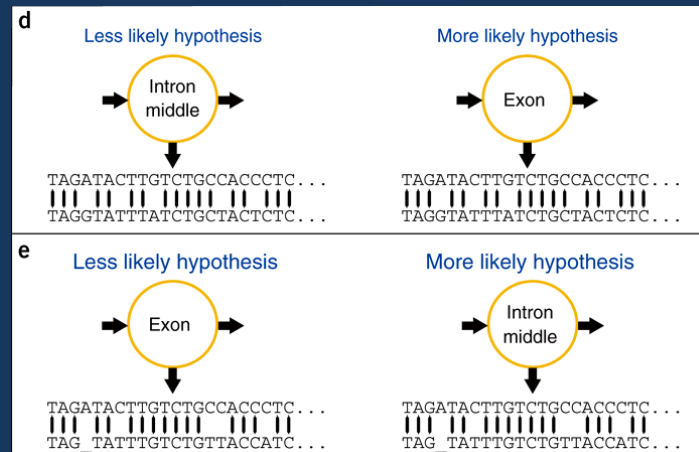 d
Less likely hypothesis
More likely hypothesis
Intron
middle
Exon
TAGATACTTGTCTGCCACCCTC...
TAGATACTTGTCTGCCACCCTC...
TAGGTATTTATCTGCTACTCTC
TAGGTATTTATCTGCTACTCTC
e
Less likely hypothesis
More likely hypothesis
Exon
Intron
middle
TAGATACTTGTCTGCCACCCTC...
TAGATACTTGTCTGCCACCCTC...
TAG_TATTTGTCTGTTACCATC
TAG_TATTTGTCTGTTACCATC